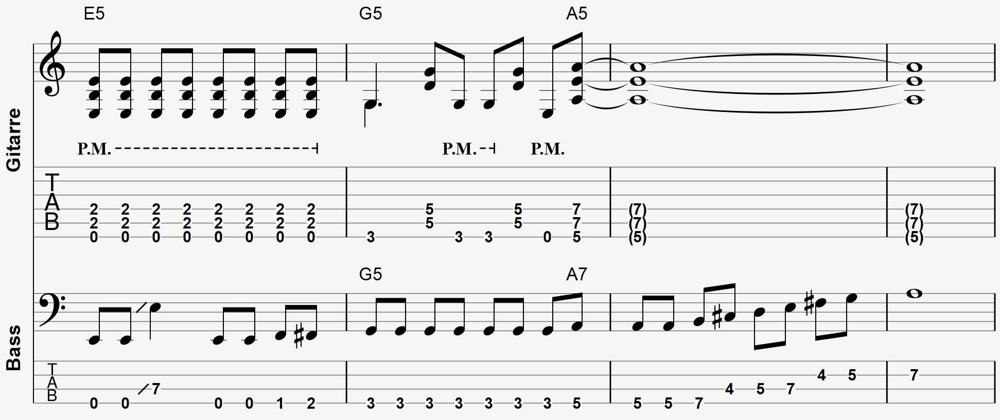 E5 G5 A5
Gitarre
P.M. P.M. P.M.
T
A
B
2 2 2 2 2 2 2 2 5 5 7 (7) (7)
2 2 2 2 2 2 2 2 5 5 7 (7) (7)
0 0 0 0 0 0 0 0 3 3 3 0 5 (5) (5)
G5 A7
Bass
T
A
B
4 5 7
7 4 5 7
0 0 0 0 1 2 3 3 3 3 3 3 3 5 5 5 7